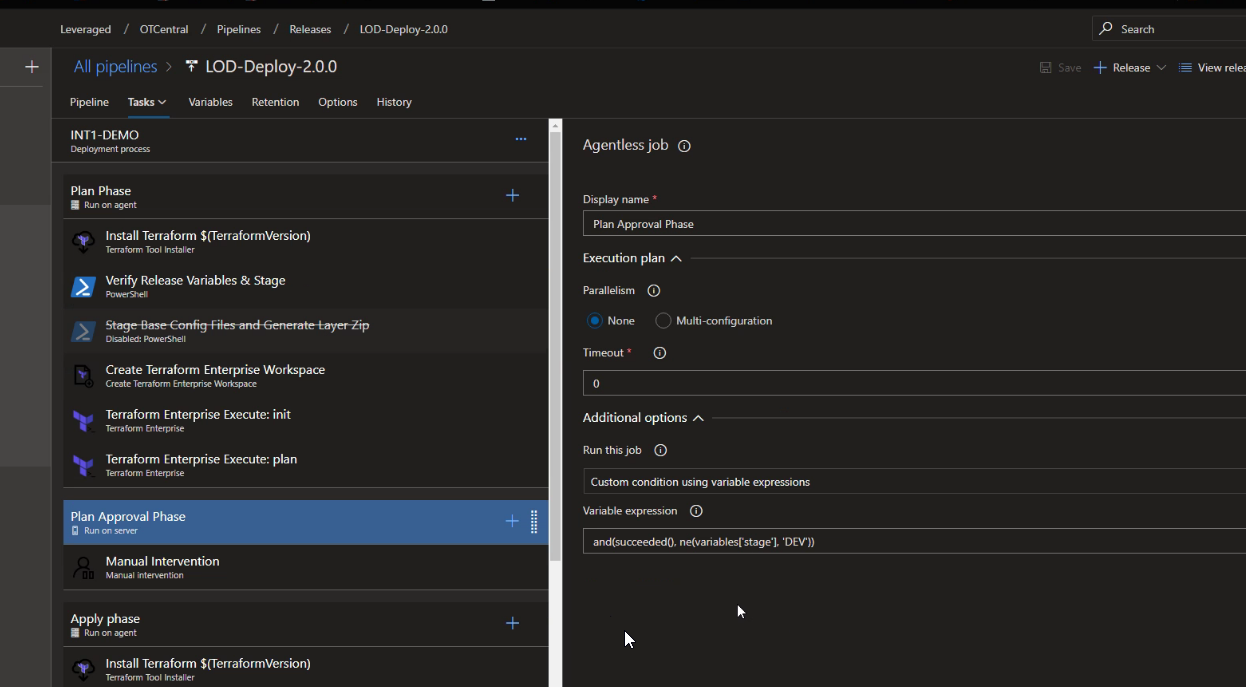 Leveraged / OTCentral / Pipelines / Releases / LOD-Deploy-2.0.0
Search
All pipelines > LOD-Deploy-2.0.0
Save
Release
View relea
Pipeline Tasks Variables Retention Options History
INT1-DEMO
Deployment process
Plan Phase
Run on agent
Install Terraform $(TerraformVersion)
Terraform Tool Installer
Verify Release Variables & Stage
PowerShell
Stage Base Config Files and Generate Layer Zip
Disabled: PowerShell
Create Terraform Enterprise Workspace
Create Terraform Enterprise Workspace
Terraform Enterprise Execute: init
Terraform Enterprise
Terraform Enterprise Execute: plan
Terraform Enterprise
Plan Approval Phase
Run on server
Manual Intervention
Manual intervention
Apply phase
Run on agent
Install Terraform $(TerraformVersion)
Terraform Tool Installer
Agentless job
Display name *
Plan Approval Phase
Execution plan
Parallelism
None Multi-configuration
Timeout *
0
Additional options
Run this job
Custom condition using variable expressions
Variable expression
and(succeeded(), ne(variables['stage'], 'DEV'))